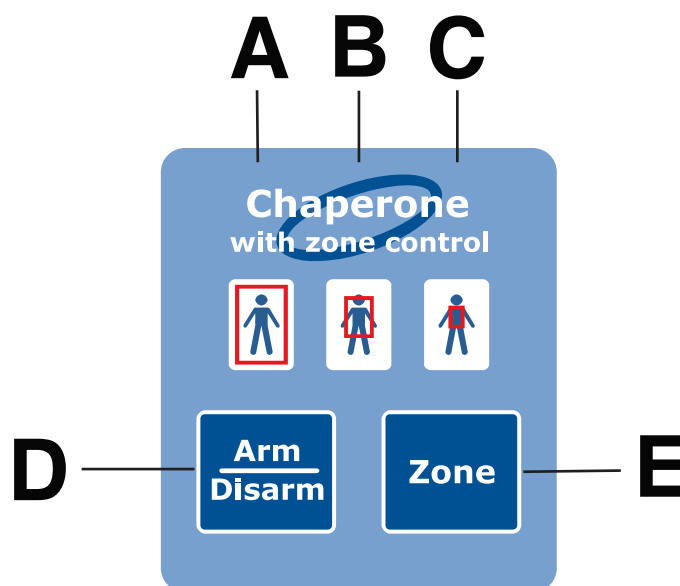 A B C
Chaperone
with zone control
Arm
Disarm
Zone
D
E